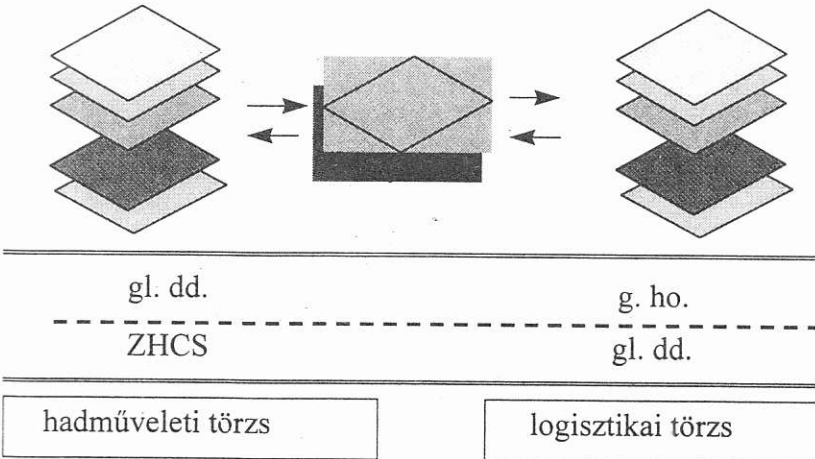 gl. dd. g. ho.
ZHCS gl. dd.
hadműveleti törzs logisztikai törzs